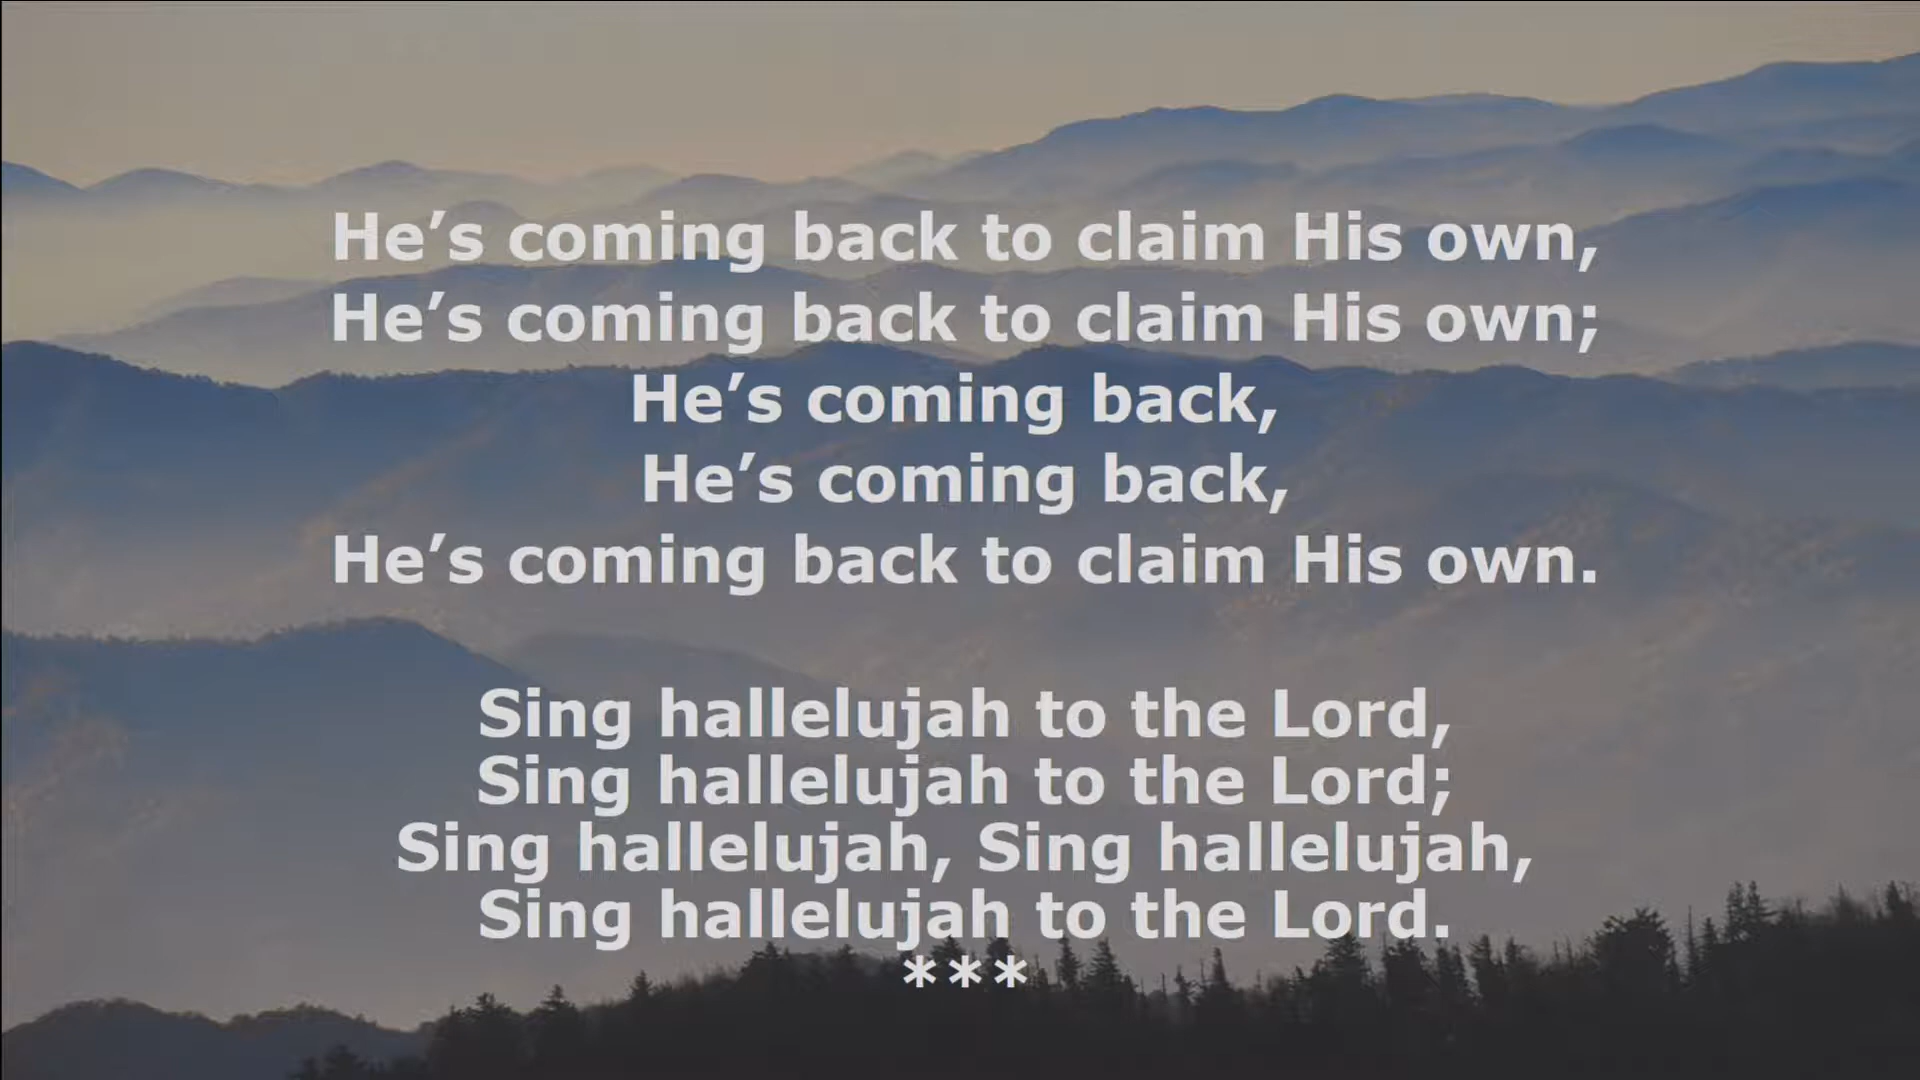 He’s coming back to claim His own,
He’s coming back to claim His own;
He’s coming back,
He’s coming back,
He’s coming back to claim His own.
Sing hallelujah to the Lord,
Sing hallelujah to the Lord;
Sing hallelujah, Sing hallelujah,
Sing hallelujah to the Lord.
***